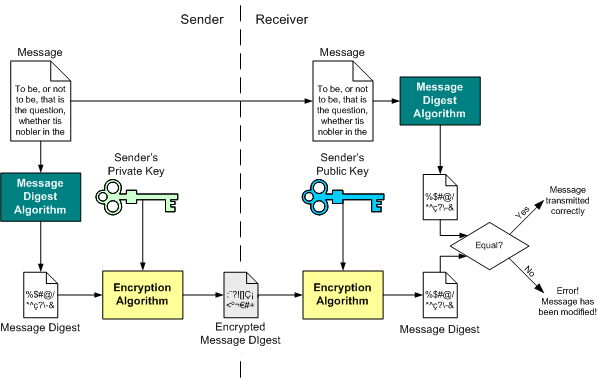 Sender
Receiver
Message
To be, or not
to be, that is
the question,
whether tis
nobler in the
Message
To be, or not
to be, that is
the question,
whether tis
nobler in the
Message
Digest
Algorithm
Message
Digest
Algorithm
Sender's
Private Key
Sender's
Public Key
%$#@/
*^ç?\-&
Message
transmitted
correctly
Yes
Equal?
No
Error!
Message has
been modified!
%$#@/
*^ç?\-&
Message Digest
Encryption
Algorithm
Encrypted
Message DIgest
Encryption
Algorithm
%$#@/
*^ç?\-&
Message Digest